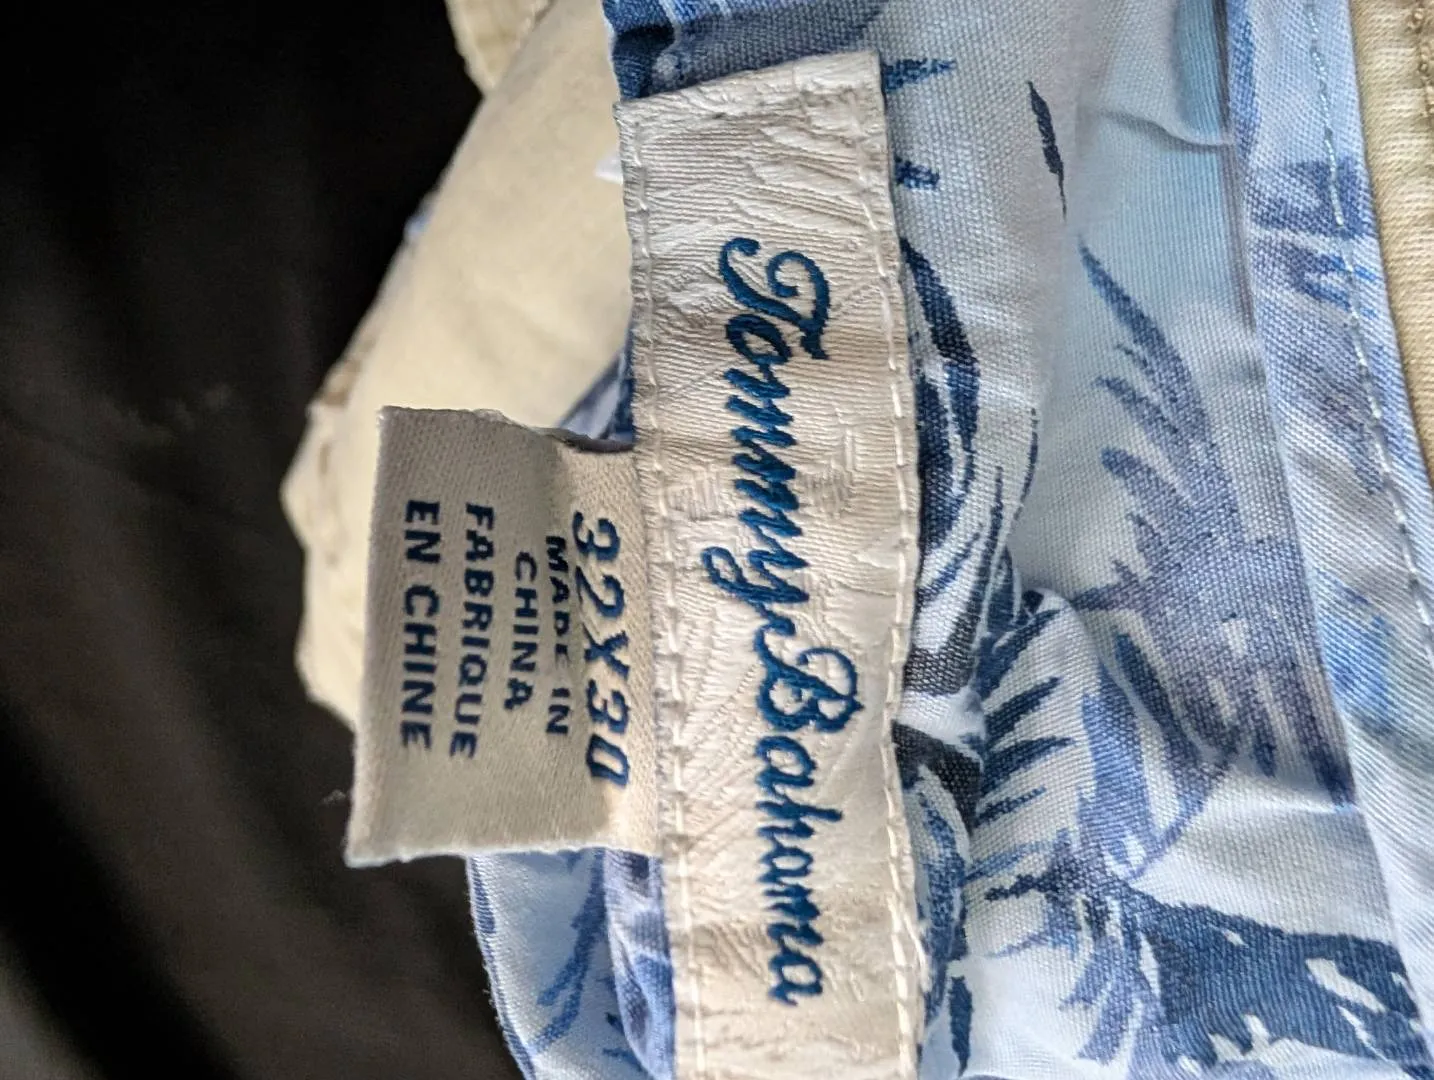 Tommy Bahama
32X30
MADE IN
CHINA
FABRIQUE
EN CHINE